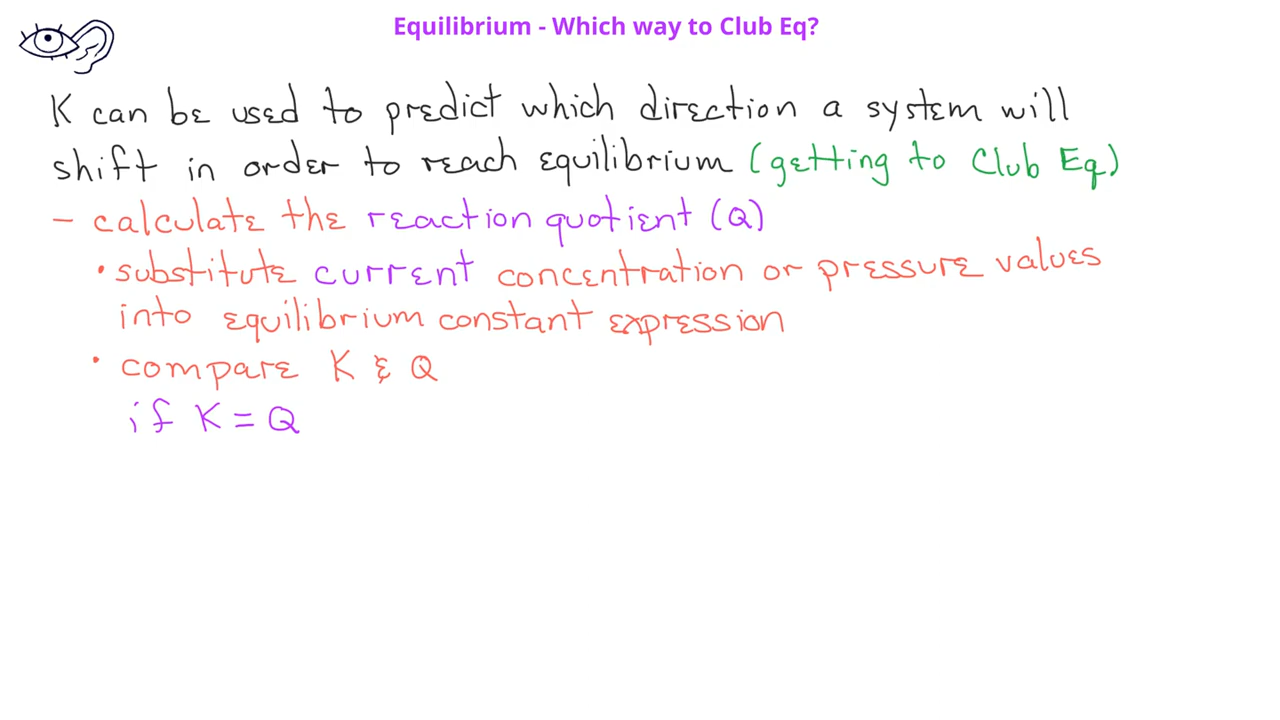 Equilibrium - Which way to Club Eq?
K can be used to predict which direction a system will
shift in order to reach equilibrium (getting to Club Eq)
- calculate the reaction quotient (Q)
• substitute current concentration or pressure values
into equilibrium constant expression
• compare K & Q
if K = Q